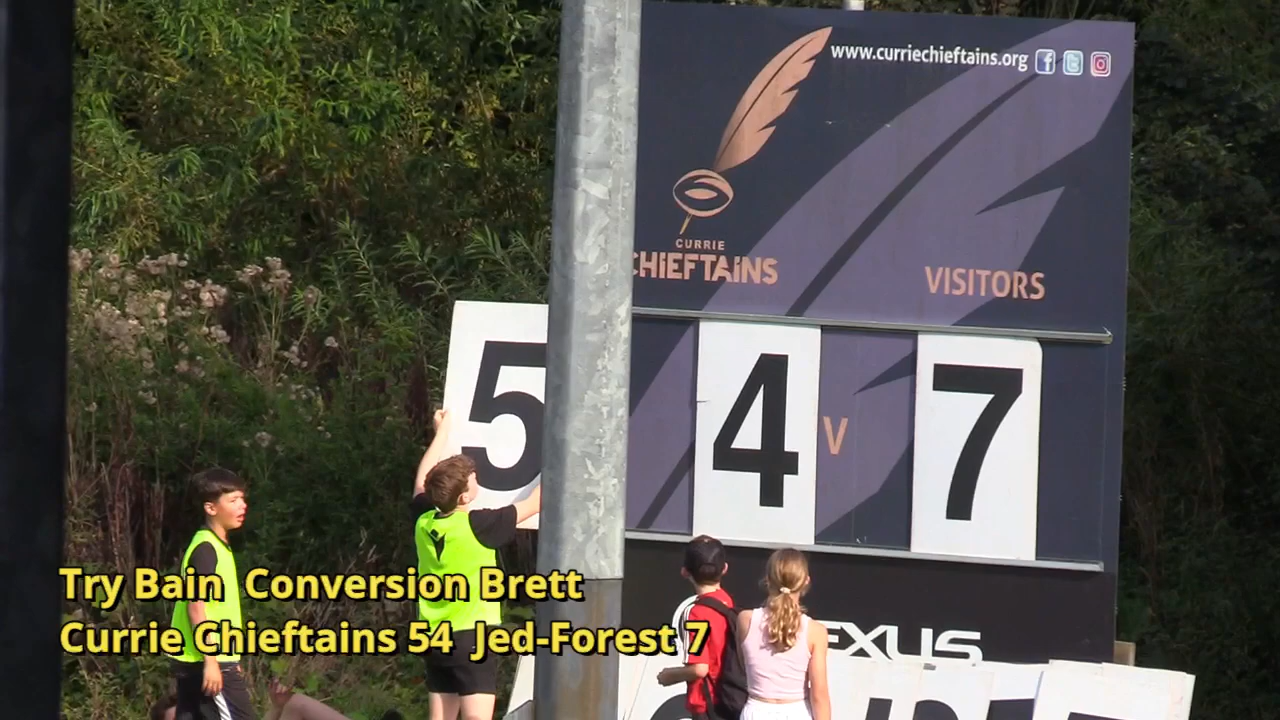 www.curriechieftains.org
CURRIE
CHIEFTAINS
VISITORS
5 4 V 7
EXUS
Try Bain Conversion Brett
Currie Chieftains 54 Jed-Forest 7